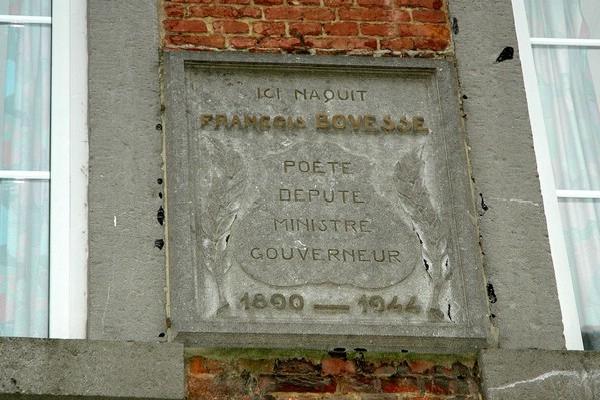 ICI NAQUIT
FRANÇOIS BOVESSE
POÈTE
DÉPUTÉ
MINISTRE
GOUVERNEUR
1890 — 1944